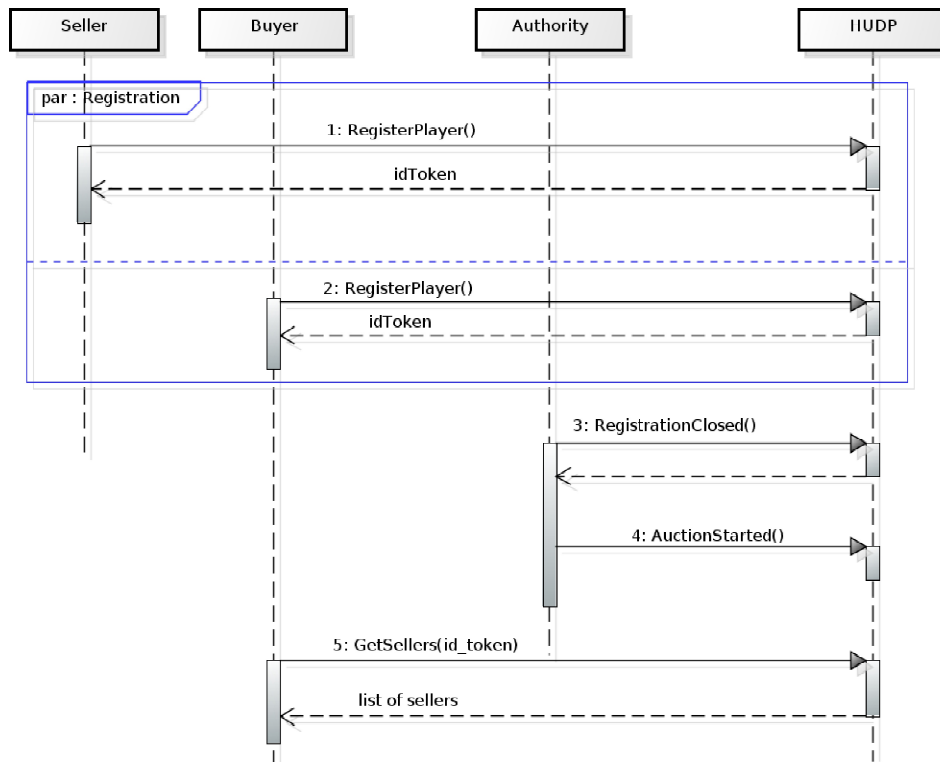 Seller
Buyer
Authority
IIUDP
par : Registration
1: RegisterPlayer()
idToken
2: RegisterPlayer()
idToken
3: RegistrationClosed()
4: AuctionStarted()
5: GetSellers(id_token)
list of sellers